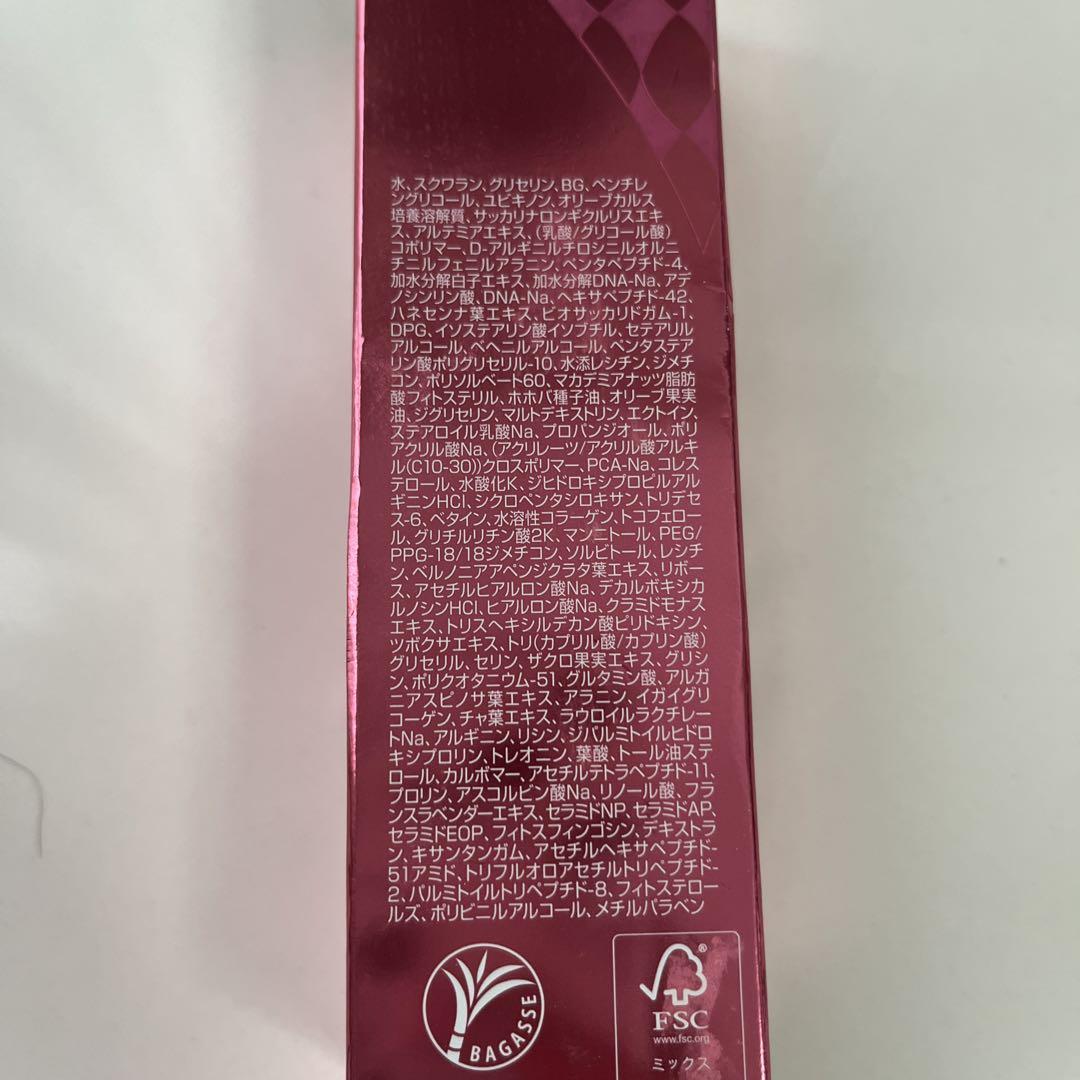 水、スクワラン、グリセリン、BG、ペンチレ
ングリコール、ユビキノン、オリーブカルス
培養溶解質、サッカリナロンギクルリスエキ
ス、アルテミアエキス、(乳酸/グリコール酸)
コポリマー、D-アルギニルチロシニルオルニ
チニルフェニルアラニン、ペンタペプチド-4、
加水分解白子エキス、加水分解DNA-Na、アデ
ノシンリン酸、DNA-Na、ヘキサペプチド-42、
ハネセンナ葉エキス、ビオサッカリドガム-1、
DPG、イソステアリン酸イソブチル、セテアリル
アルコール、ベヘニルアルコール、ペンタステア
リン酸ポリグリセリル-10、水添レシチン、ジメチ
コン、ポリソルベート60、マカデミアナッツ脂肪
酸フィトステリル、ホホバ種子油、オリーブ果実
油、ジグリセリン、マルトデキストリン、エクトイン、
ステアロイル乳酸Na、プロパンジオール、ポリ
アクリル酸Na、(アクリレーツ/アクリル酸アルキ
ル(C10-30))クロスポリマー、PCA-Na、コレス
テロール、水酸化K、ジヒドロキシプロピルアル
ギニンHCl、シクロペンタシロキサン、トリデセ
ス-6、ベタイン、水溶性コラーゲン、トコフェロー
ル、グリチルリチン酸2K、マンニトール、PEG/
PPG-18/18ジメチコン、ソルビトール、レシチ
ン、ベルノニアアペンジクラタ葉エキス、リボー
ス、アセチルヒアルロン酸Na、デカルボキシカ
ルノシンHCl、ヒアルロン酸Na、クラミドモナス
エキス、トリスヘキシルデカン酸ピリドキシン、
ツボクサエキス、トリ(カプリル酸/カプリン酸)
グリセリル、セリン、ザクロ果実エキス、グリシ
ン、ポリクオタニウム-51、グルタミン酸、アルガ
ニアスピノサ葉エキス、アラニン、イガイグリ
コーゲン、チャ葉エキス、ラウロイルラクチレー
トNa、アルギニン、リシン、ジパルミトイルヒドロ
キシプロリン、トレオニン、葉酸、トール油ステ
ロール、カルボマー、アセチルテトラペプチド-11、
プロリン、アスコルビン酸Na、リノール酸、フラ
ンスラベンダーエキス、セラミドNP、セラミドAP、
セラミドEOP、フィトスフィンゴシン、デキストラ
ン、キサンタンガム、アセチルヘキサペプチド-
51アミド、トリフルオロアセチルトリペプチド-
2、パルミトイルトリペプチド-8、フィトステロー
ルズ、ポリビニルアルコール、メチルパラベン
BAGASSE
®
FSC
www.fsc.org
ミックス